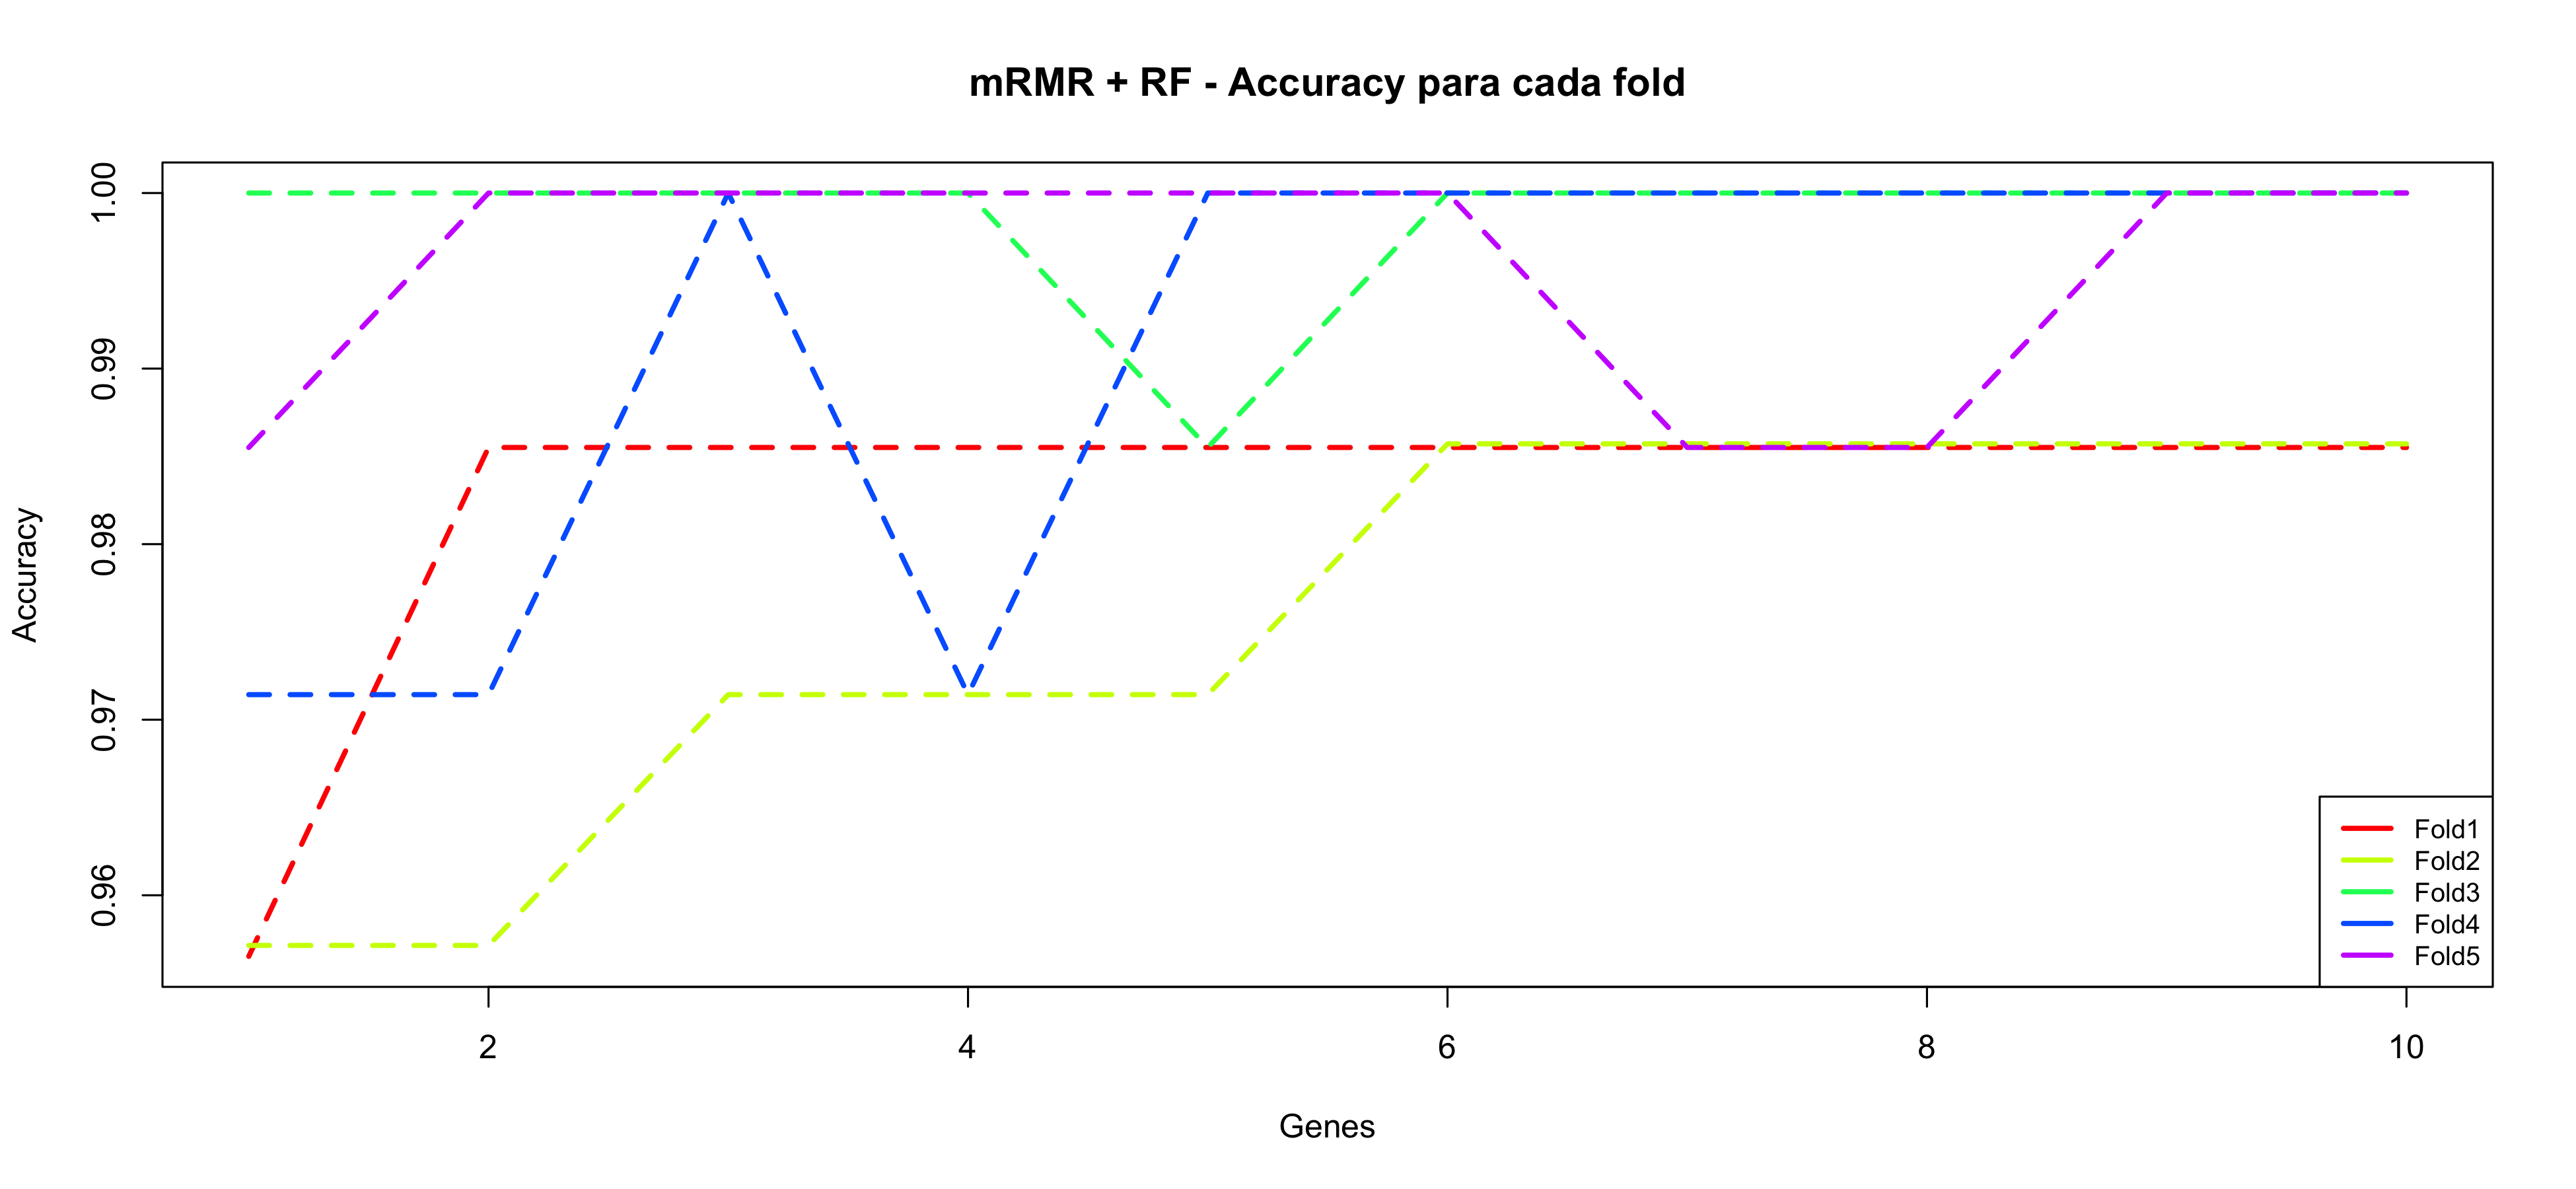 mRMR + RF - Accuracy para cada fold
Accuracy
1.00
0.99
0.98
0.97
0.96
2
4
6
8
10
Genes
Fold1
Fold2
Fold3
Fold4
Fold5